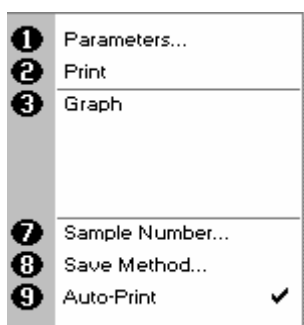 1 Parameters...
2 Print
3 Graph
7 Sample Number...
8 Save Method...
9 Auto-Print ✔